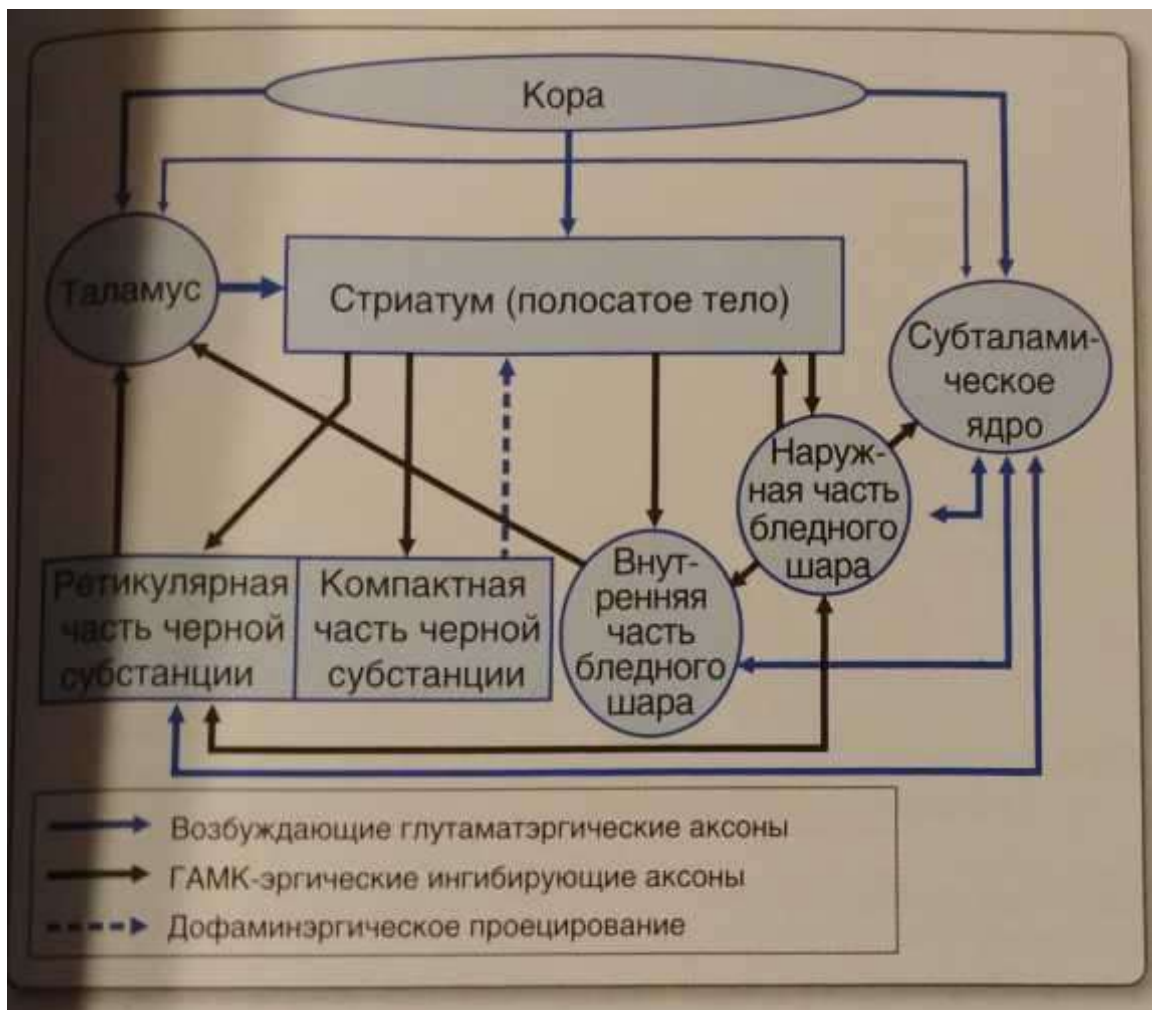 Кора
Таламус
Стриатум (полосатое тело)
Субталами-
ческое
ядро
Наруж-
ная часть
бледного
шара
Внут-
ренняя
часть
бледного
шара
Ретикулярная
часть черной
субстанции
Компактная
часть черной
субстанции
Возбуждающие глутаматэргические аксоны
ГАМК-эргические ингибирующие аксоны
Дофаминэргическое проецирование